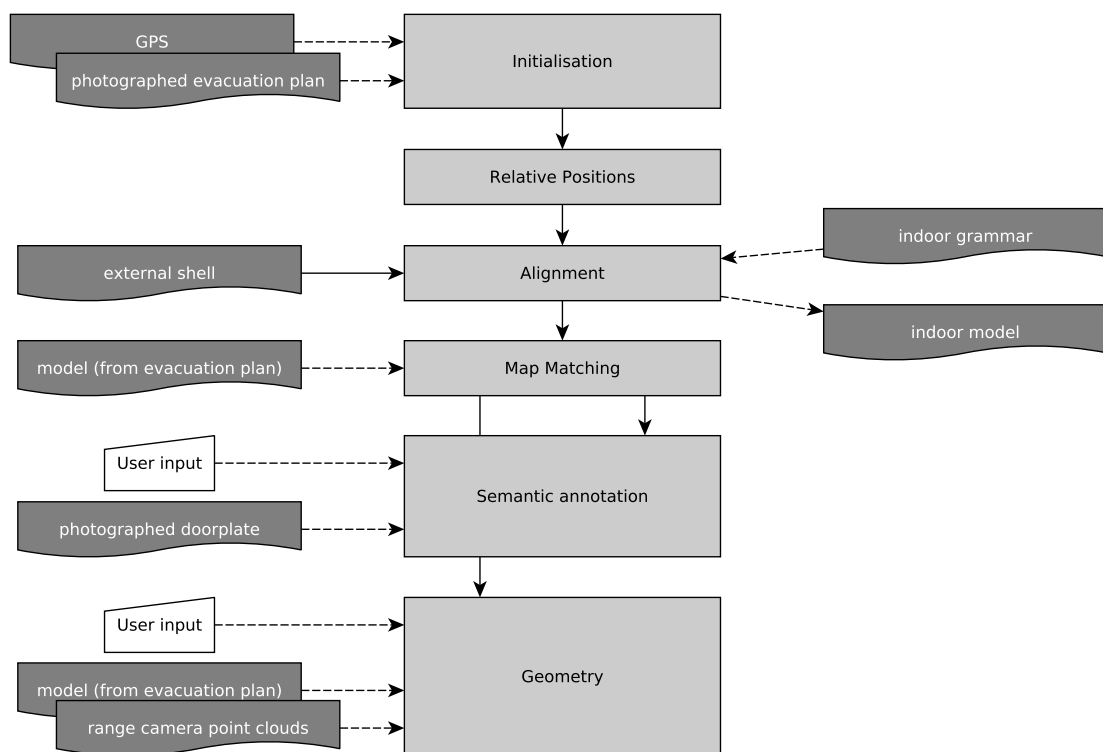 GPS
photographed evacuation plan
Initialisation
Relative Positions
external shell
Alignment
indoor grammar
indoor model
model (from evacuation plan)
Map Matching
User input
photographed doorplate
Semantic annotation
User input
model (from evacuation plan)
range camera point clouds
Geometry